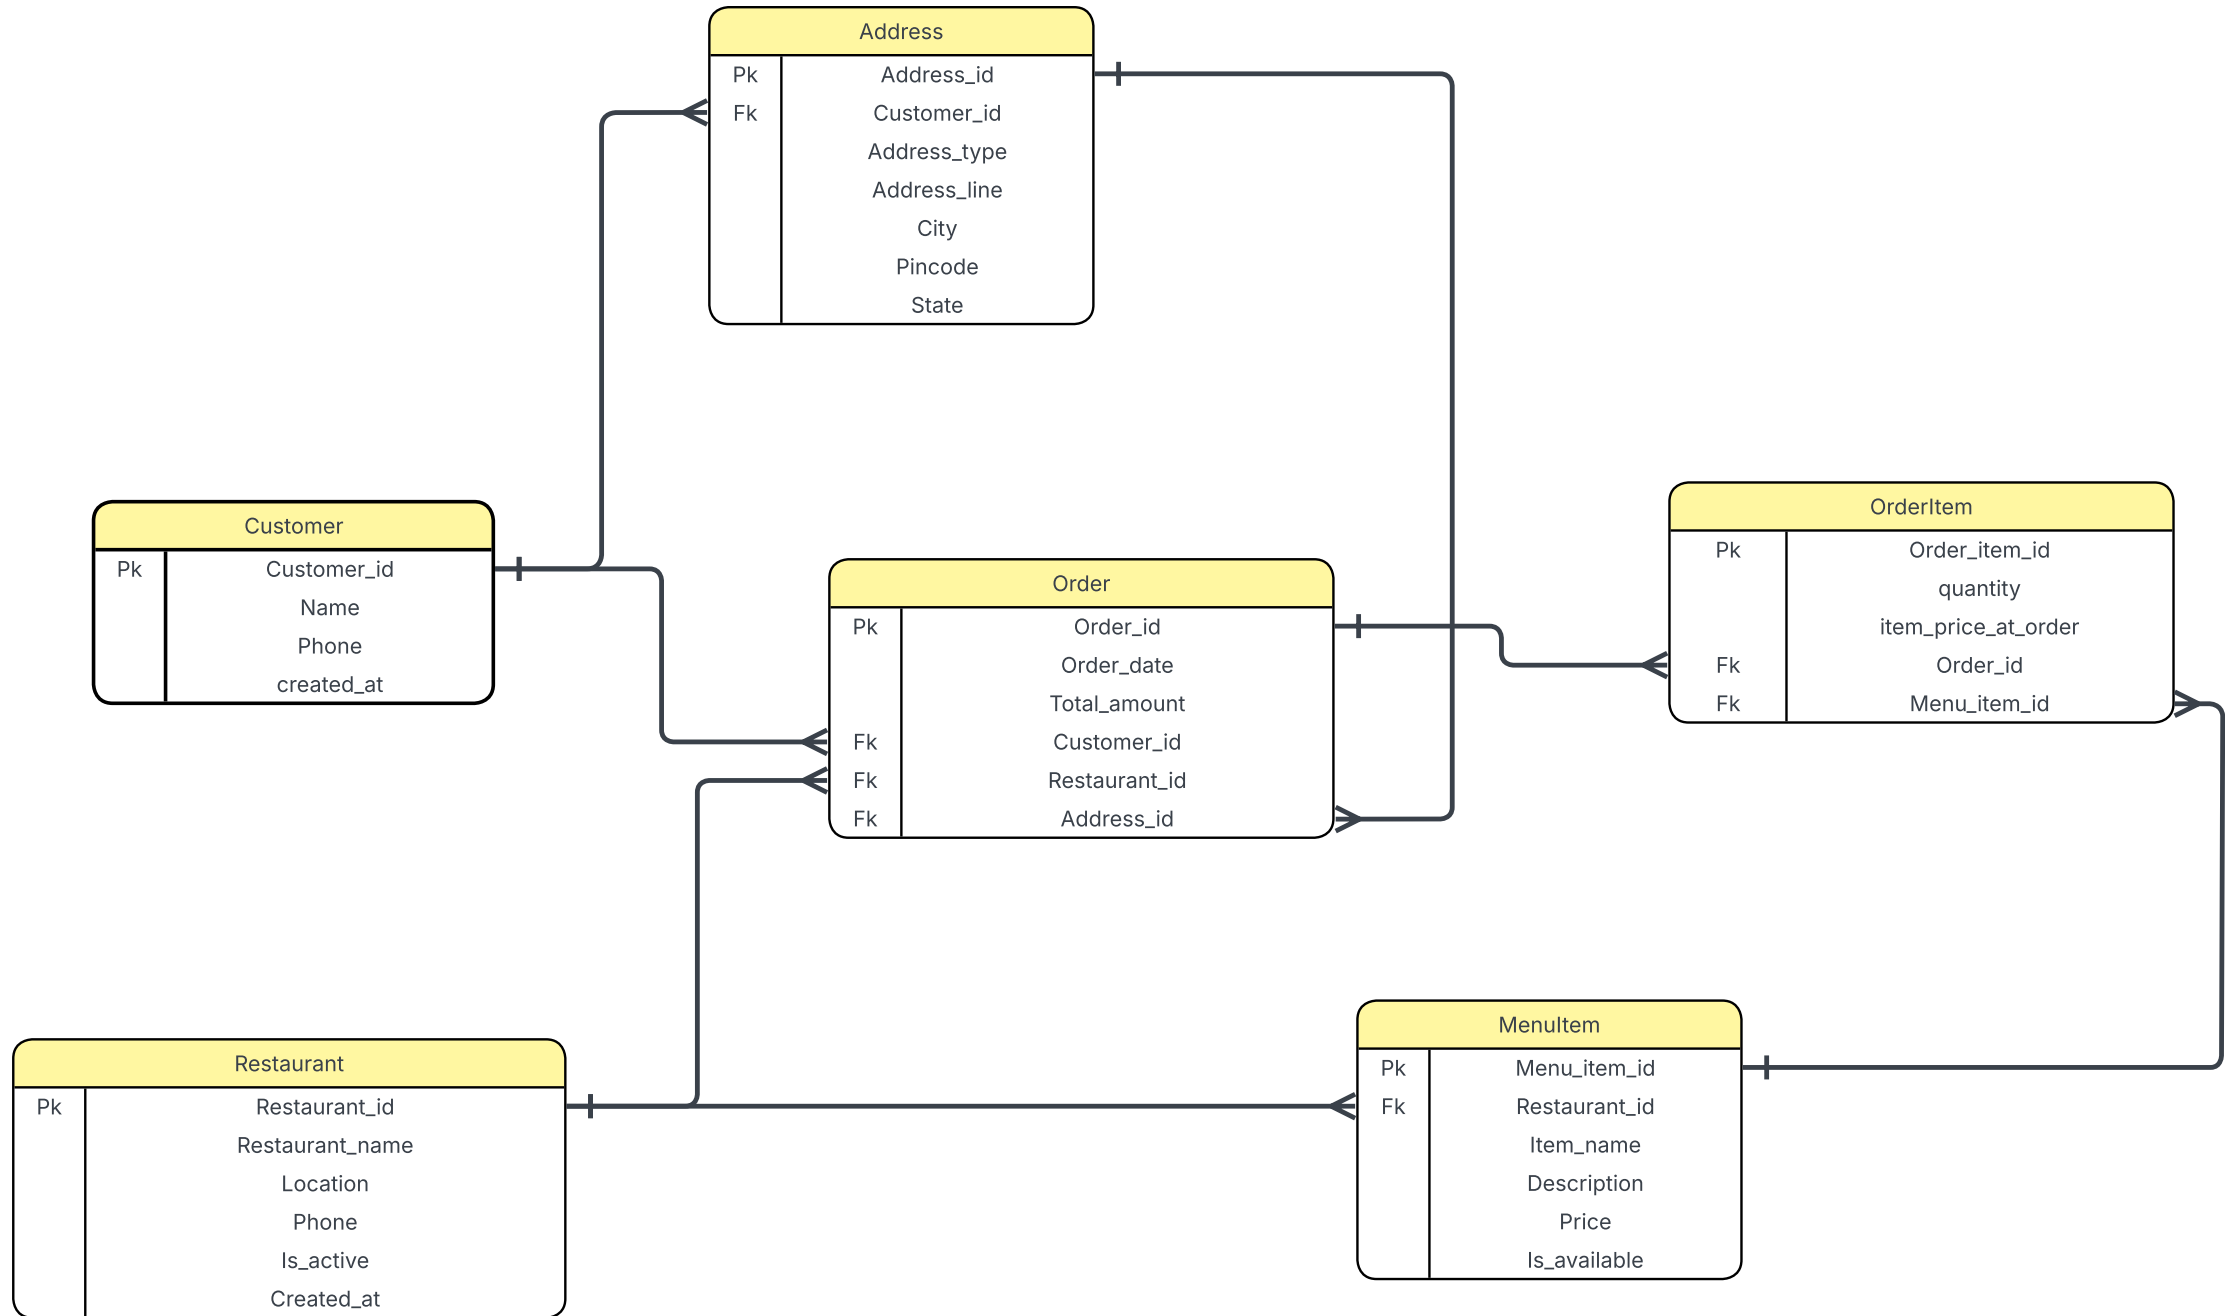 Address
Pk Address_id
Fk Customer_id
Address_type
Address_line
City
Pincode
State
Customer
Pk Customer_id
Name
Phone
created_at
Order
Pk Order_id
Order_date
Total_amount
Fk Customer_id
Fk Restaurant_id
Fk Address_id
OrderItem
Pk Order_item_id
quantity
item_price_at_order
Fk Order_id
Fk Menu_item_id
Restaurant
Pk Restaurant_id
Restaurant_name
Location
Phone
Is_active
Created_at
MenuItem
Pk Menu_item_id
Fk Restaurant_id
Item_name
Description
Price
Is_available